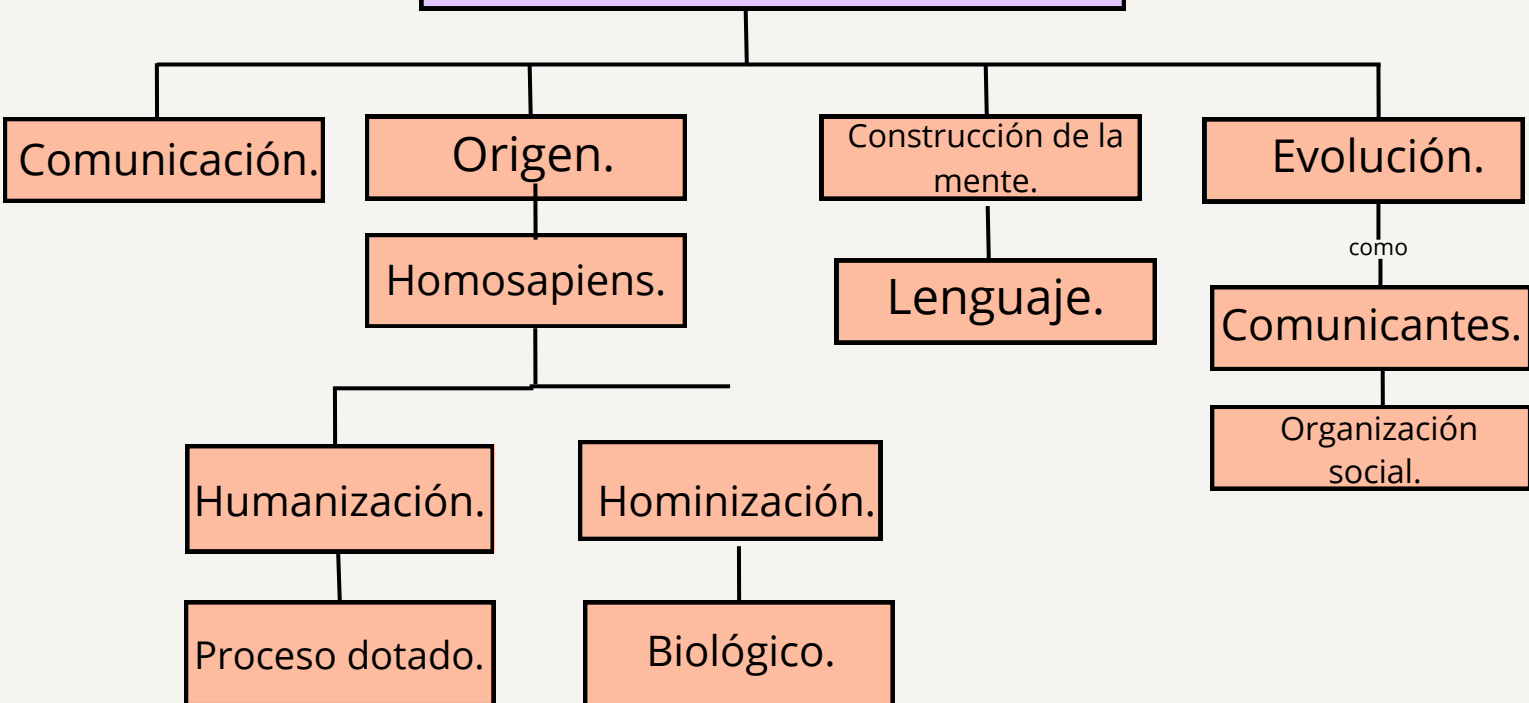 Comunicación.
Origen.
Construcción de la
mente.
Evolución.
como
Homosapiens.
Lenguaje.
Comunicantes.
Organización
social.
Humanización.
Hominización.
Proceso dotado.
Biológico.